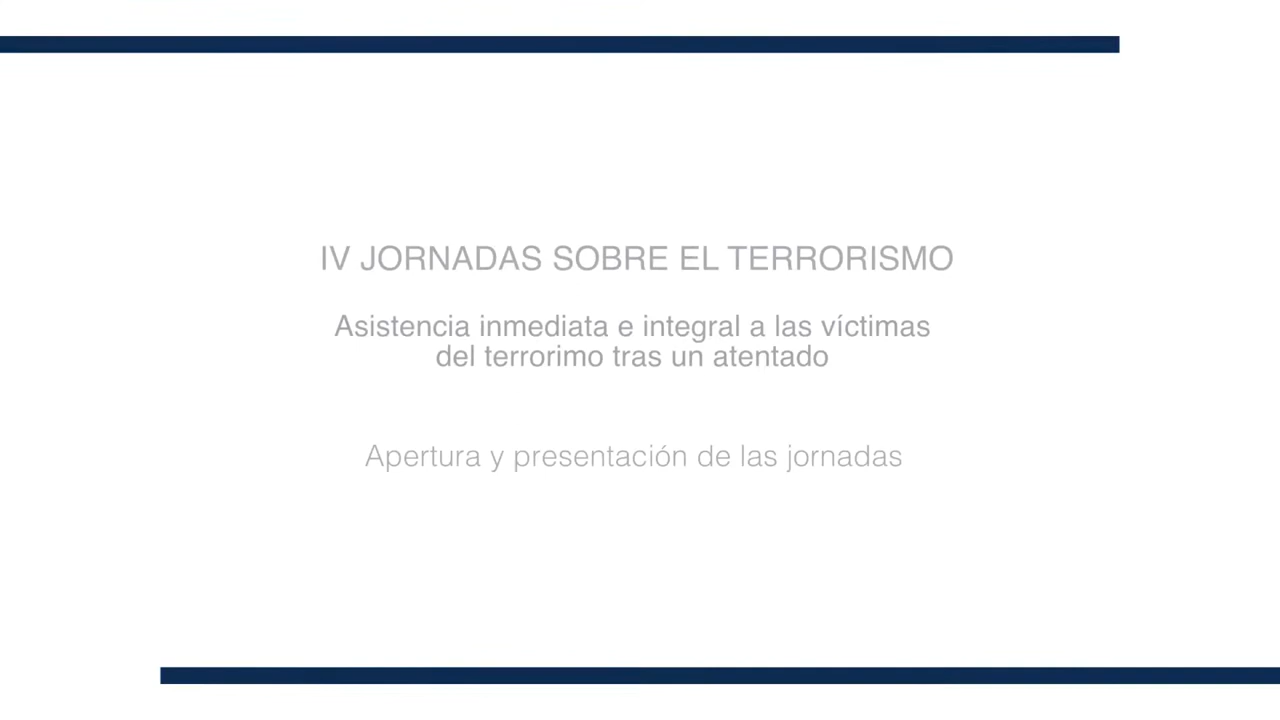 IV JORNADAS SOBRE EL TERRORISMO
Asistencia inmediata e integral a las víctimas
del terrorimo tras un atentado
Apertura y presentación de las jornadas